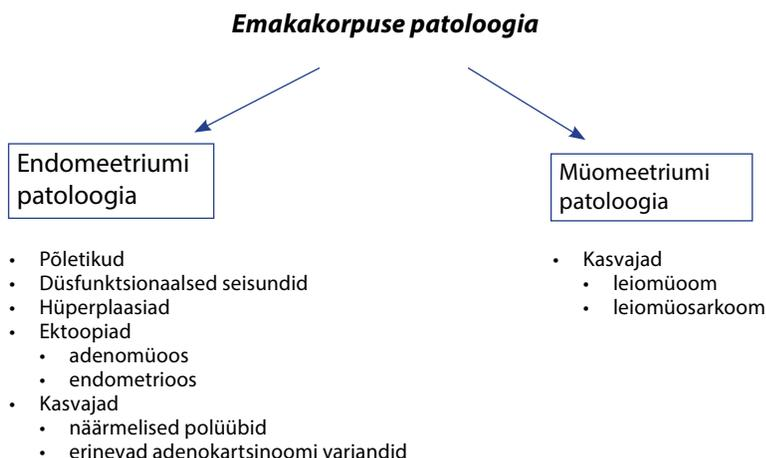 Emakakorpuse patoloogia
Endomeetriumi
patoloogia
• Põletikud
• Düsfunktsionaalsed seisundid
• Hüperplaasiad
• Ektoopiad
• adenomüoos
• endometrioos
• Kasvajad
• näärmelised polüübid
• erinevad adenokartsinoomi variandid
Müomeetriumi
patoloogia
• Kasvajad
• leiomüoom
• leiomüosarkoom